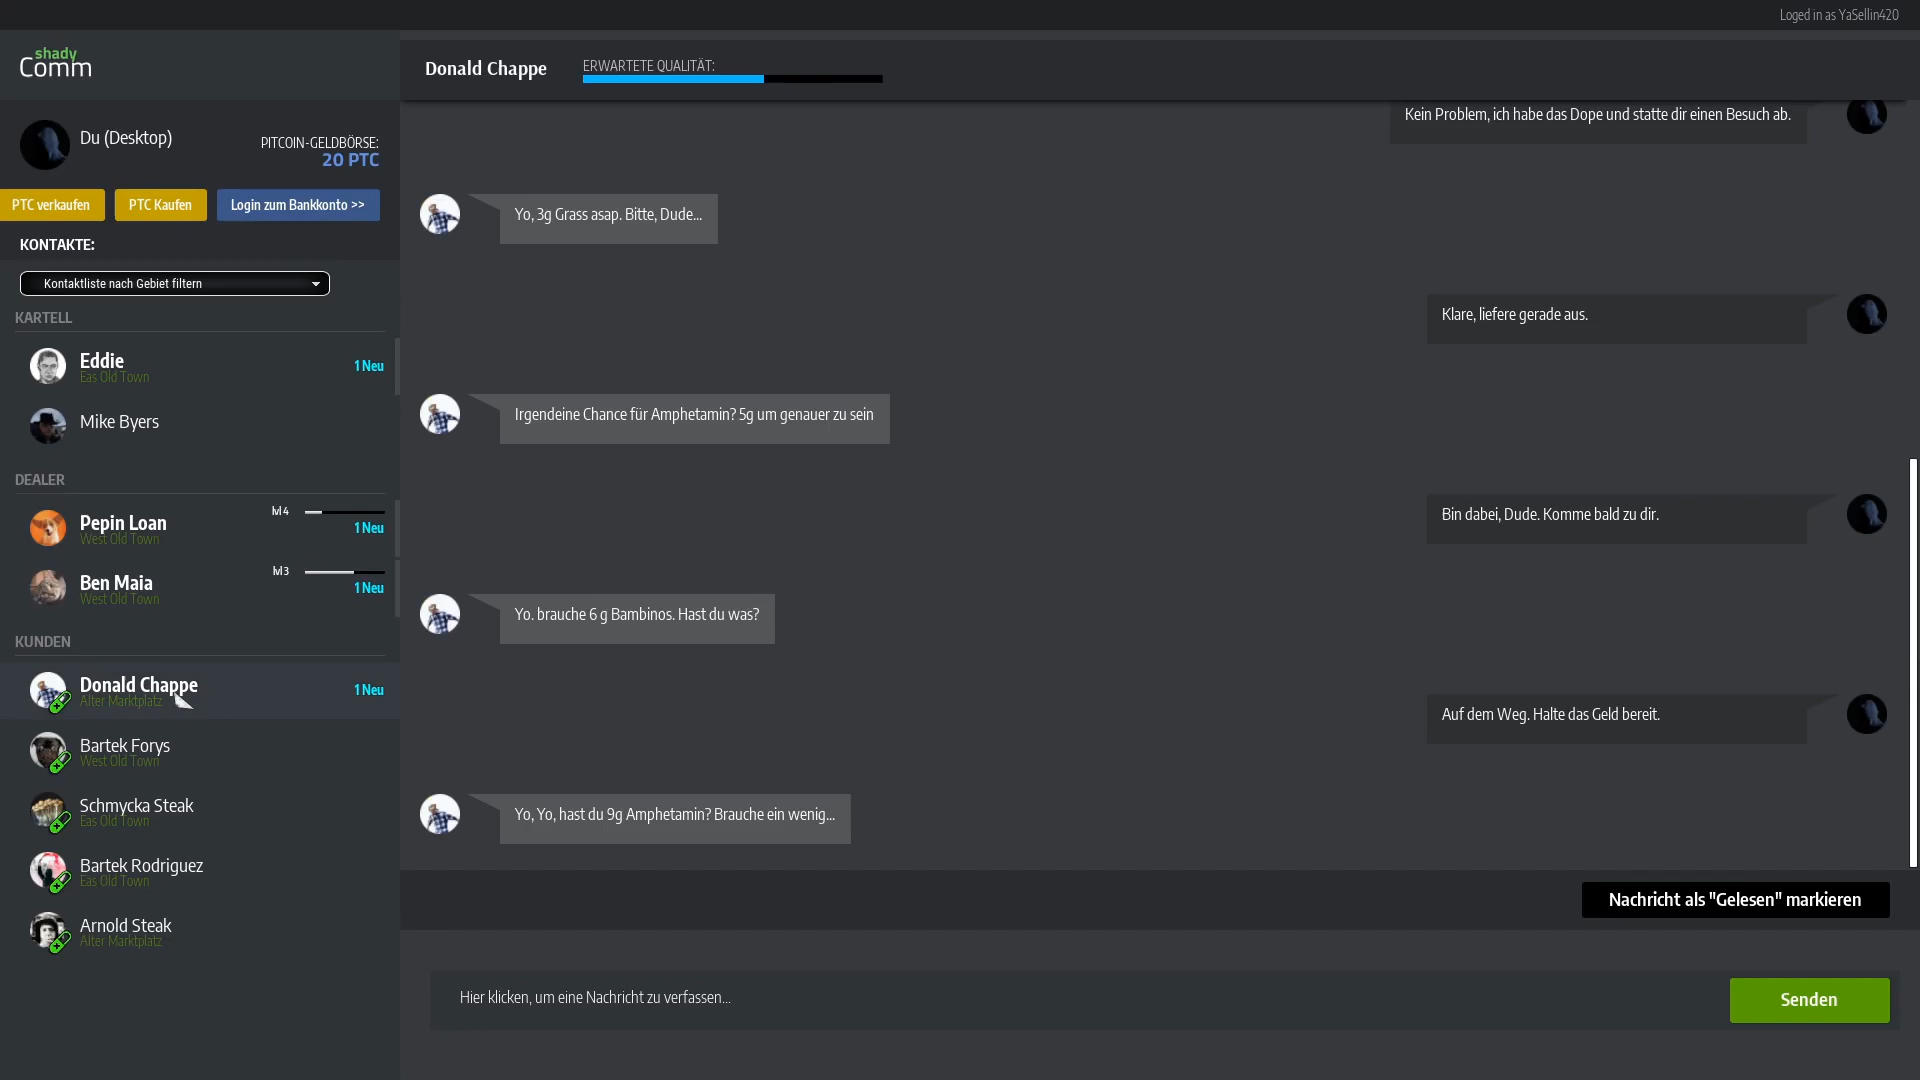 Loged in as YaSellin420
shady
Comm
Donald Chappe
ERWARTETE QUALITÄT:
Du (Desktop)
PITCOIN-GELDBÖRSE:
20 PTC
PTC verkaufen
PTC Kaufen
Login zum Bankkonto >>
KONTAKTE:
Kontaktliste nach Gebiet filtern
KARTELL
Eddie
Eas Old Town
1 Neu
Mike Byers
DEALER
Pepin Loan
West Old Town
lvl 4
1 Neu
Ben Maia
West Old Town
lvl 3
1 Neu
KUNDEN
Donald Chappe
Alter Marktplatz
1 Neu
Bartek Forys
West Old Town
Schmycka Steak
Eas Old Town
Bartek Rodriguez
Eas Old Town
Arnold Steak
Alter Marktplatz
Kein Problem, ich habe das Dope und statte dir einen Besuch ab.
Yo, 3g Grass asap. Bitte, Dude...
Klare, liefere gerade aus.
Irgendeine Chance für Amphetamin? 5g um genauer zu sein
Bin dabei, Dude. Komme bald zu dir.
Yo. brauche 6 g Bambinos. Hast du was?
Auf dem Weg. Halte das Geld bereit.
Yo, Yo, hast du 9g Amphetamin? Brauche ein wenig...
Nachricht als "Gelesen" markieren
Hier klicken, um eine Nachricht zu verfassen...
Senden